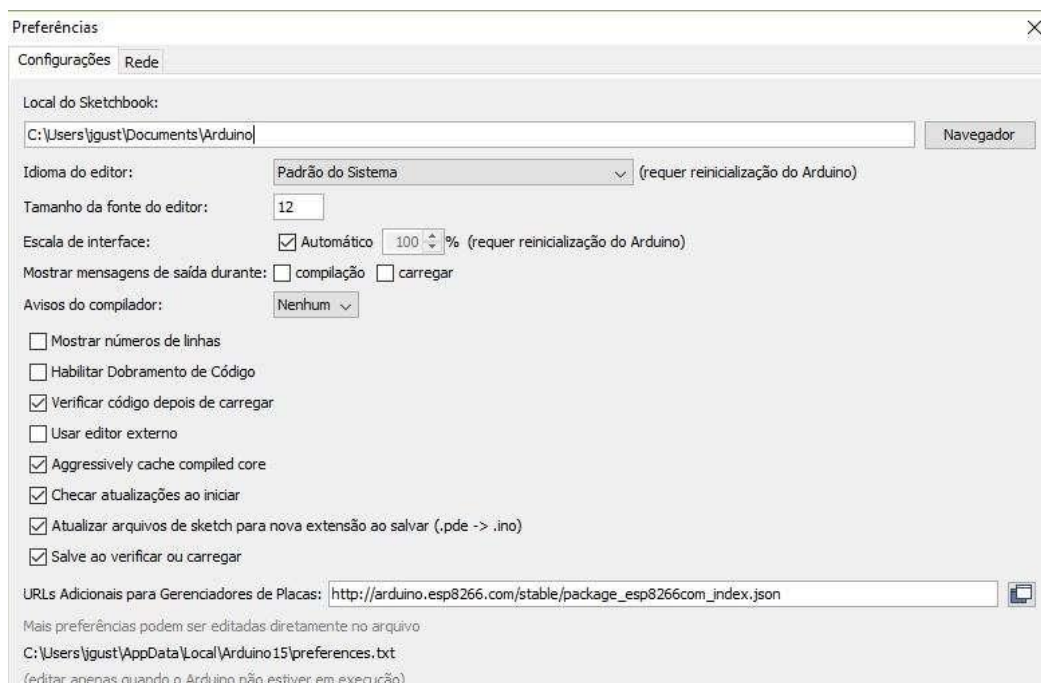 Preferências
Configurações Rede
Local do Sketchbook:
C:\Users\jgust\Documents\Arduino Navegador
Idioma do editor: Padrão do Sistema (requer reinicialização do Arduino)
Tamanho da fonte do editor: 12
Escala de interface: Automático 100 % (requer reinicialização do Arduino)
Mostrar mensagens de saída durante: compilação carregar
Avisos do compilador: Nenhum
Mostrar números de linhas
Habilitar Dobramento de Código
Verificar código depois de carregar
Usar editor externo
Aggressively cache compiled core
Checar atualizações ao iniciar
Atualizar arquivos de sketch para nova extensão ao salvar (.pde -> .ino)
Salve ao verificar ou carregar
URLs Adicionais para Gerenciadores de Placas: http://arduino.esp8266.com/stable/package_esp8266com_index.json
Mais preferências podem ser editadas diretamente no arquivo
C:\Users\jgust\AppData\Local\Arduino15\preferences.txt
(editar apenas quando o Arduino não estiver em execução)